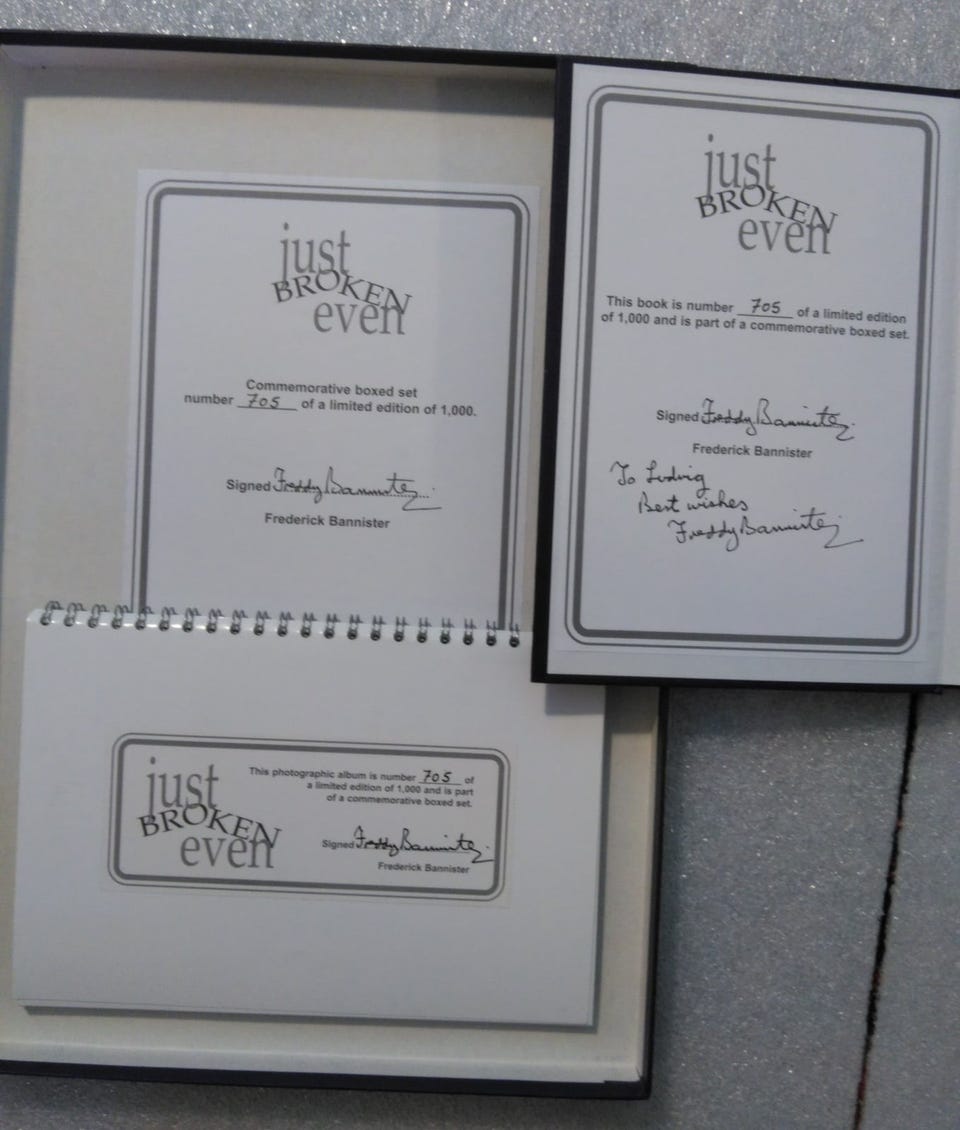 just
BROKEN
even
Commemorative boxed set
number 705 of a limited edition of 1,000.
Signed Freddy Bannister
Frederick Bannister
just
BROKEN
even
This book is number 705 of a limited edition
of 1,000 and is part of a commemorative boxed set.
Signed Freddy Bannister
Frederick Bannister
To Ludwig
Best wishes
Freddy Bannister
just
BROKEN
even
This photographic album is number 705 of
a limited edition of 1,000 and is part
of a commemorative boxed set.
Signed Freddy Bannister
Frederick Bannister